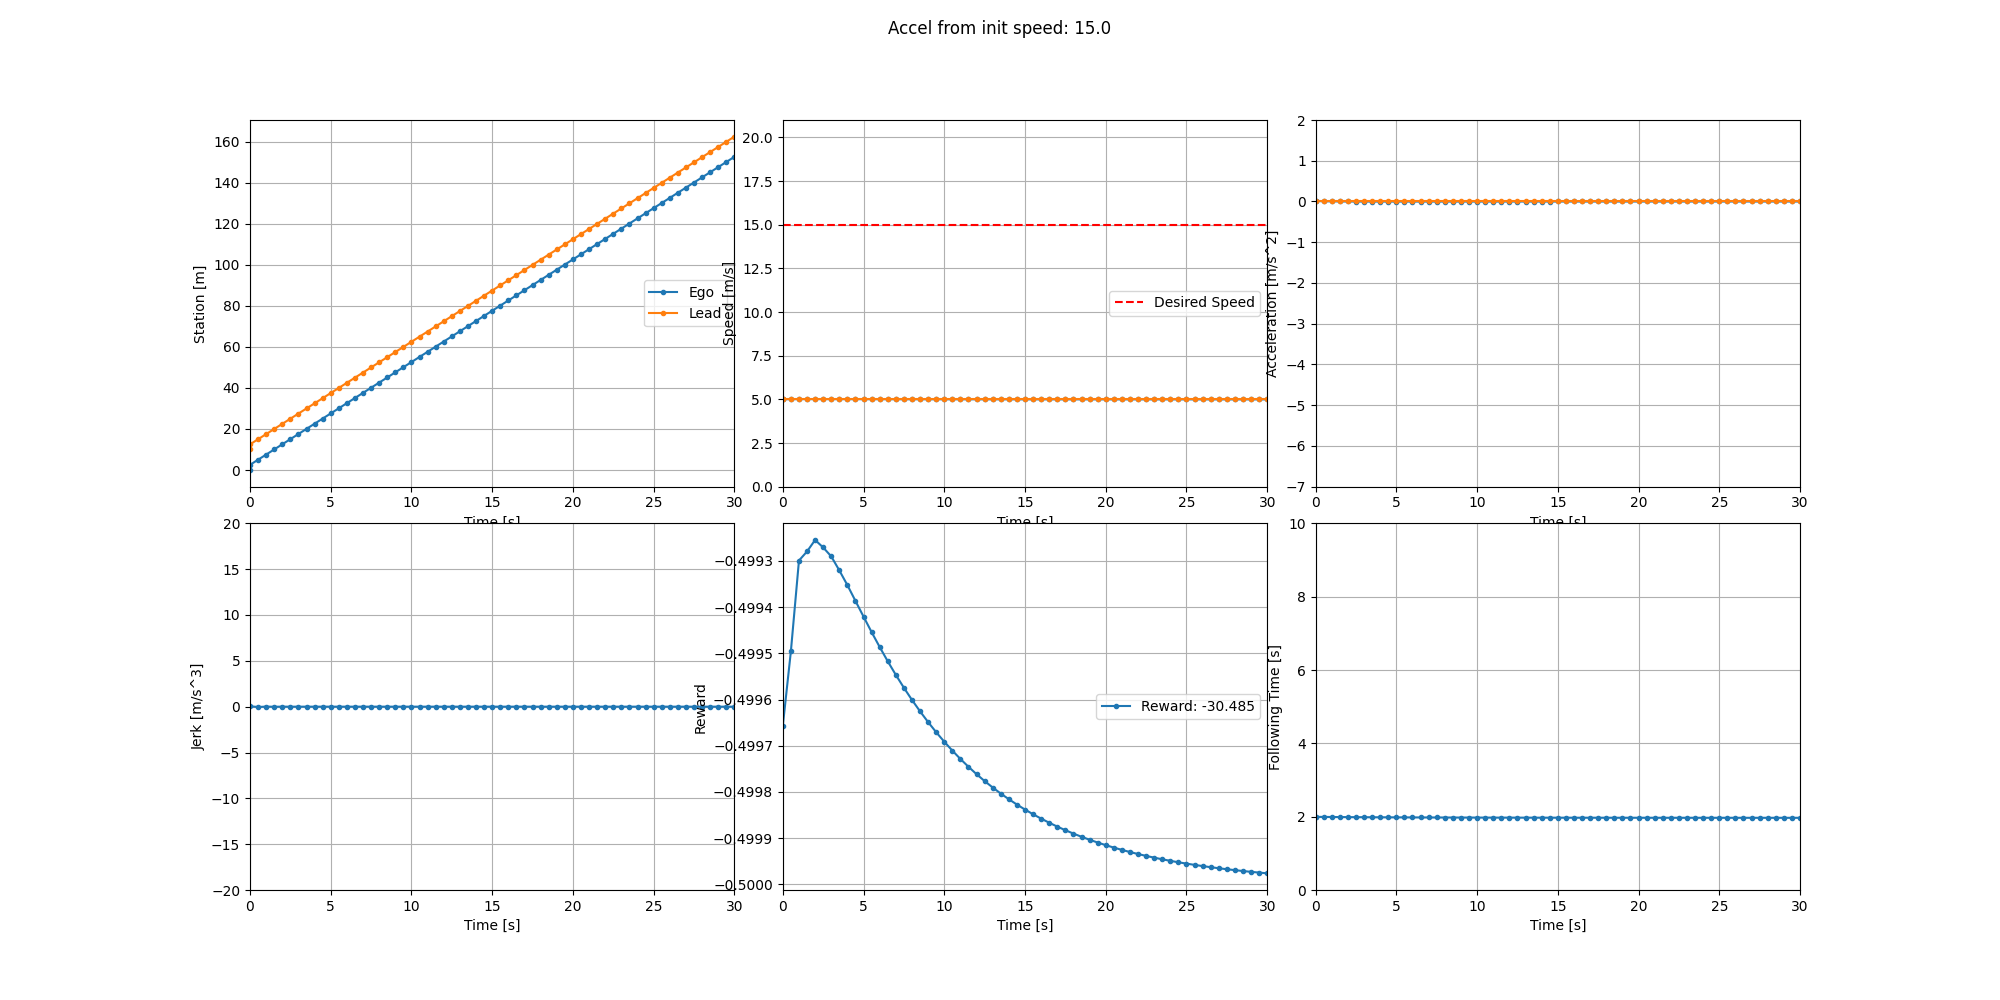 Accel from init speed: 15.0
Station [m]
160
140
120
100
80
60
40
20
0
Ego
Lead
0 5 10 15 20 25 30
Time [s]
Speed [m/s]
20.0
17.5
15.0
12.5
10.0
7.5
5.0
2.5
0.0
Desired Speed
0 5 10 15 20 25 30
Time [s]
Acceleration [m/s^2]
2
1
0
−1
−2
−3
−4
−5
−6
−7
0 5 10 15 20 25 30
Time [s]
Jerk [m/s^3]
20
15
10
5
0
−5
−10
−15
−20
0 5 10 15 20 25 30
Time [s]
Reward
−0.4993
−0.4994
−0.4995
−0.4996
−0.4997
−0.4998
−0.4999
−0.5000
Reward: -30.485
0 5 10 15 20 25 30
Time [s]
Following Time [s]
10
8
6
4
2
0
0 5 10 15 20 25 30
Time [s]